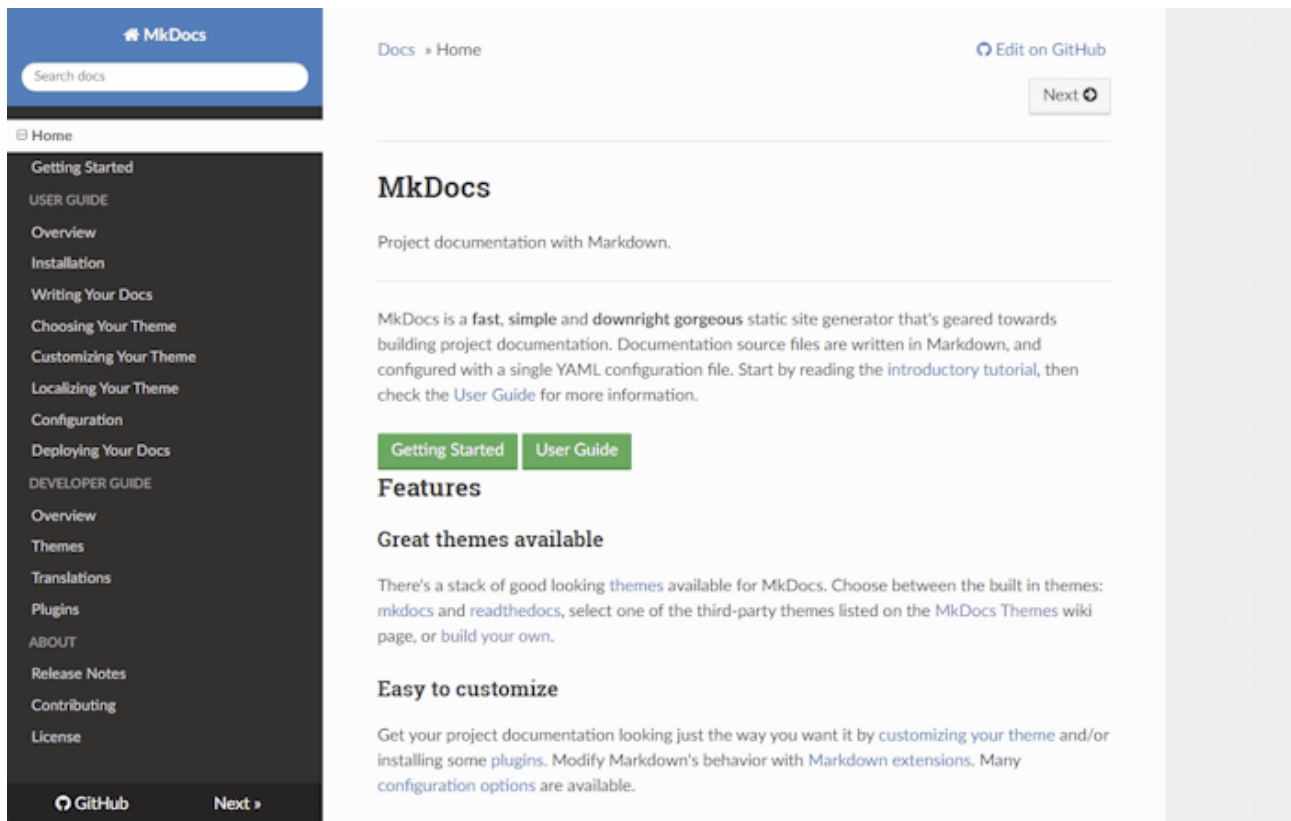 MkDocs
Search docs
Home
Getting Started
USER GUIDE
Overview
Installation
Writing Your Docs
Choosing Your Theme
Customizing Your Theme
Localizing Your Theme
Configuration
Deploying Your Docs
DEVELOPER GUIDE
Overview
Themes
Translations
Plugins
ABOUT
Release Notes
Contributing
License
GitHub Next »
Docs » Home Edit on GitHub
Next
MkDocs
Project documentation with Markdown.
MkDocs is a fast, simple and downright gorgeous static site generator that's geared towards
building project documentation. Documentation source files are written in Markdown, and
configured with a single YAML configuration file. Start by reading the introductory tutorial, then
check the User Guide for more information.
Getting Started User Guide
Features
Great themes available
There's a stack of good looking themes available for MkDocs. Choose between the built in themes:
mkdocs and readthedocs, select one of the third-party themes listed on the MkDocs Themes wiki
page, or build your own.
Easy to customize
Get your project documentation looking just the way you want it by customizing your theme and/or
installing some plugins. Modify Markdown's behavior with Markdown extensions. Many
configuration options are available.